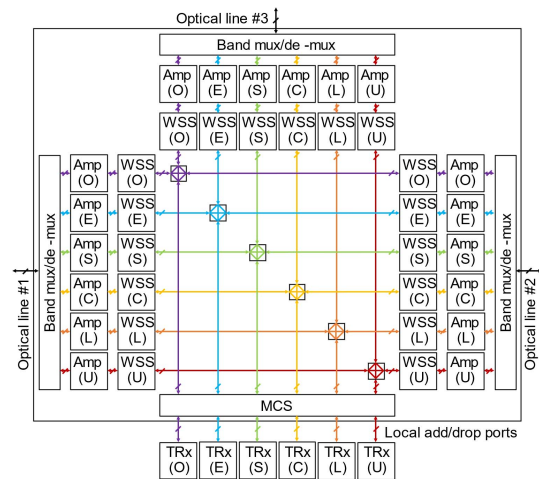 Optical line #3
Band mux/de -mux
Amp (O) Amp (E) Amp (S) Amp (C) Amp (L) Amp (U)
WSS (O) WSS (E) WSS (S) WSS (C) WSS (L) WSS (U)
Optical line #1
Band mux/de -mux
Amp (O) WSS (O) WSS (O) Amp (O)
Amp (E) WSS (E) WSS (E) Amp (E)
Amp (S) WSS (S) WSS (S) Amp (S)
Amp (C) WSS (C) WSS (C) Amp (C)
Amp (L) WSS (L) WSS (L) Amp (L)
Amp (U) WSS (U) WSS (U) Amp (U)
Band mux/de -mux
Optical line #2
MCS
Local add/drop ports
TRx (O) TRx (E) TRx (S) TRx (C) TRx (L) TRx (U)